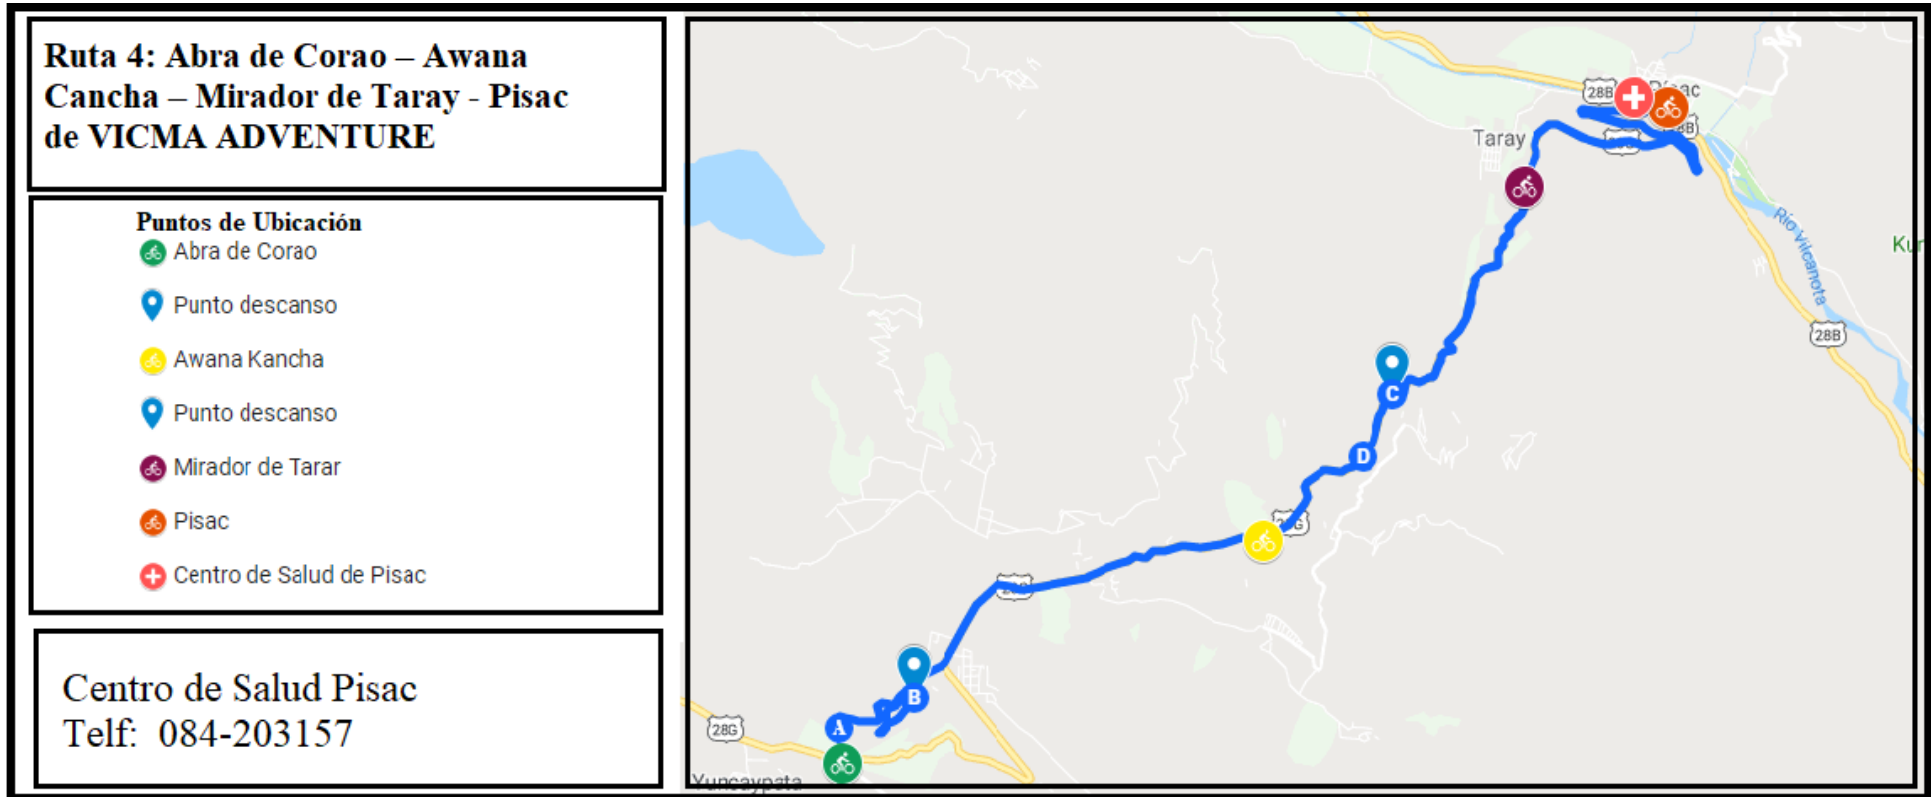 Ruta 4: Abra de Corao – Awana
Cancha – Mirador de Taray - Pisac
de VICMA ADVENTURE
Puntos de Ubicación
Abra de Corao
Punto descanso
Awana Kancha
Punto descanso
Mirador de Tarar
Pisac
Centro de Salud de Pisac
Centro de Salud Pisac
Telf: 084-203157
28B
Taray
Río Vilcanota
28B
C
D
B
A
28G
Yuncaypata